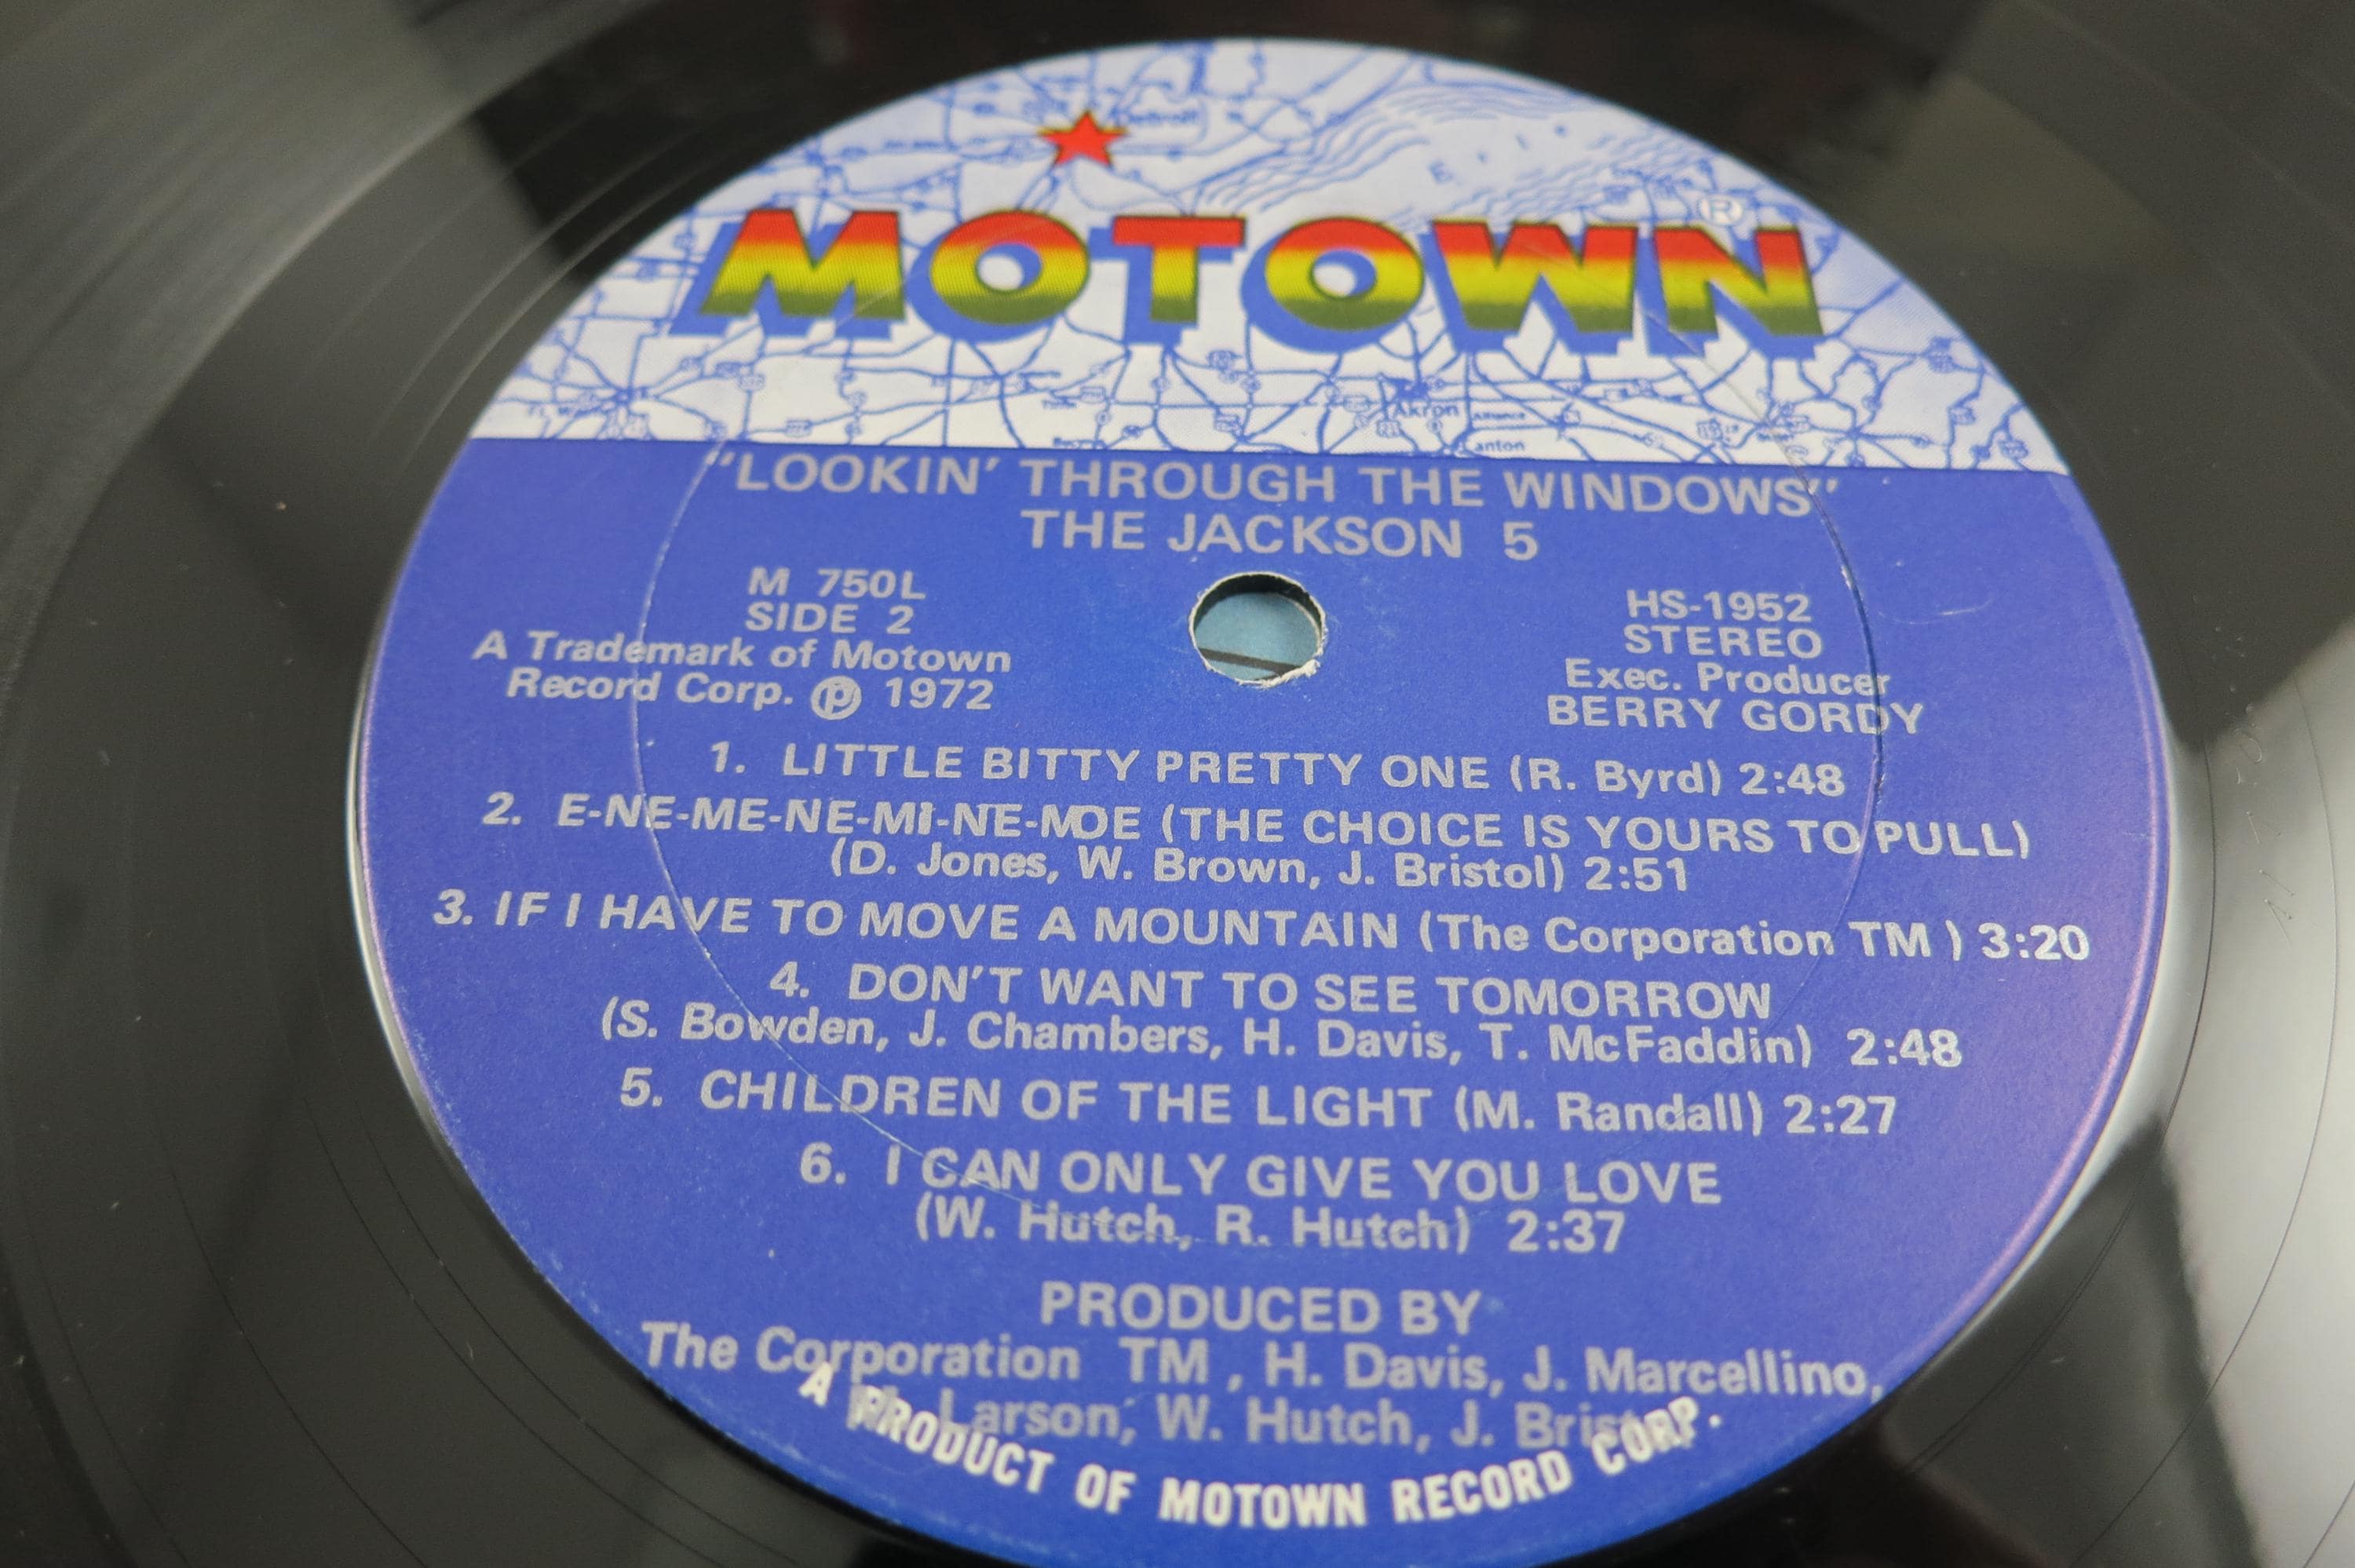 Detroit
Erie
MOTOWN®
Akron
Canton
"LOOKIN' THROUGH THE WINDOWS"
THE JACKSON 5
M 750L
SIDE 2
A Trademark of Motown
Record Corp. ℗ 1972
HS-1952
STEREO
Exec. Producer
BERRY GORDY
1. LITTLE BITTY PRETTY ONE (R. Byrd) 2:48
2. E-NE-ME-NE-MI-NE-MOE (THE CHOICE IS YOURS TO PULL)
(D. Jones, W. Brown, J. Bristol) 2:51
3. IF I HAVE TO MOVE A MOUNTAIN (The Corporation TM ) 3:20
4. DON'T WANT TO SEE TOMORROW
(S. Bowden, J. Chambers, H. Davis, T. McFaddin) 2:48
5. CHILDREN OF THE LIGHT (M. Randall) 2:27
6. I CAN ONLY GIVE YOU LOVE
(W. Hutch, R. Hutch) 2:37
PRODUCED BY
The Corporation TM , H. Davis, J. Marcellino,
Larson, W. Hutch, J. Bristol
A PRODUCT OF MOTOWN RECORD CORP.